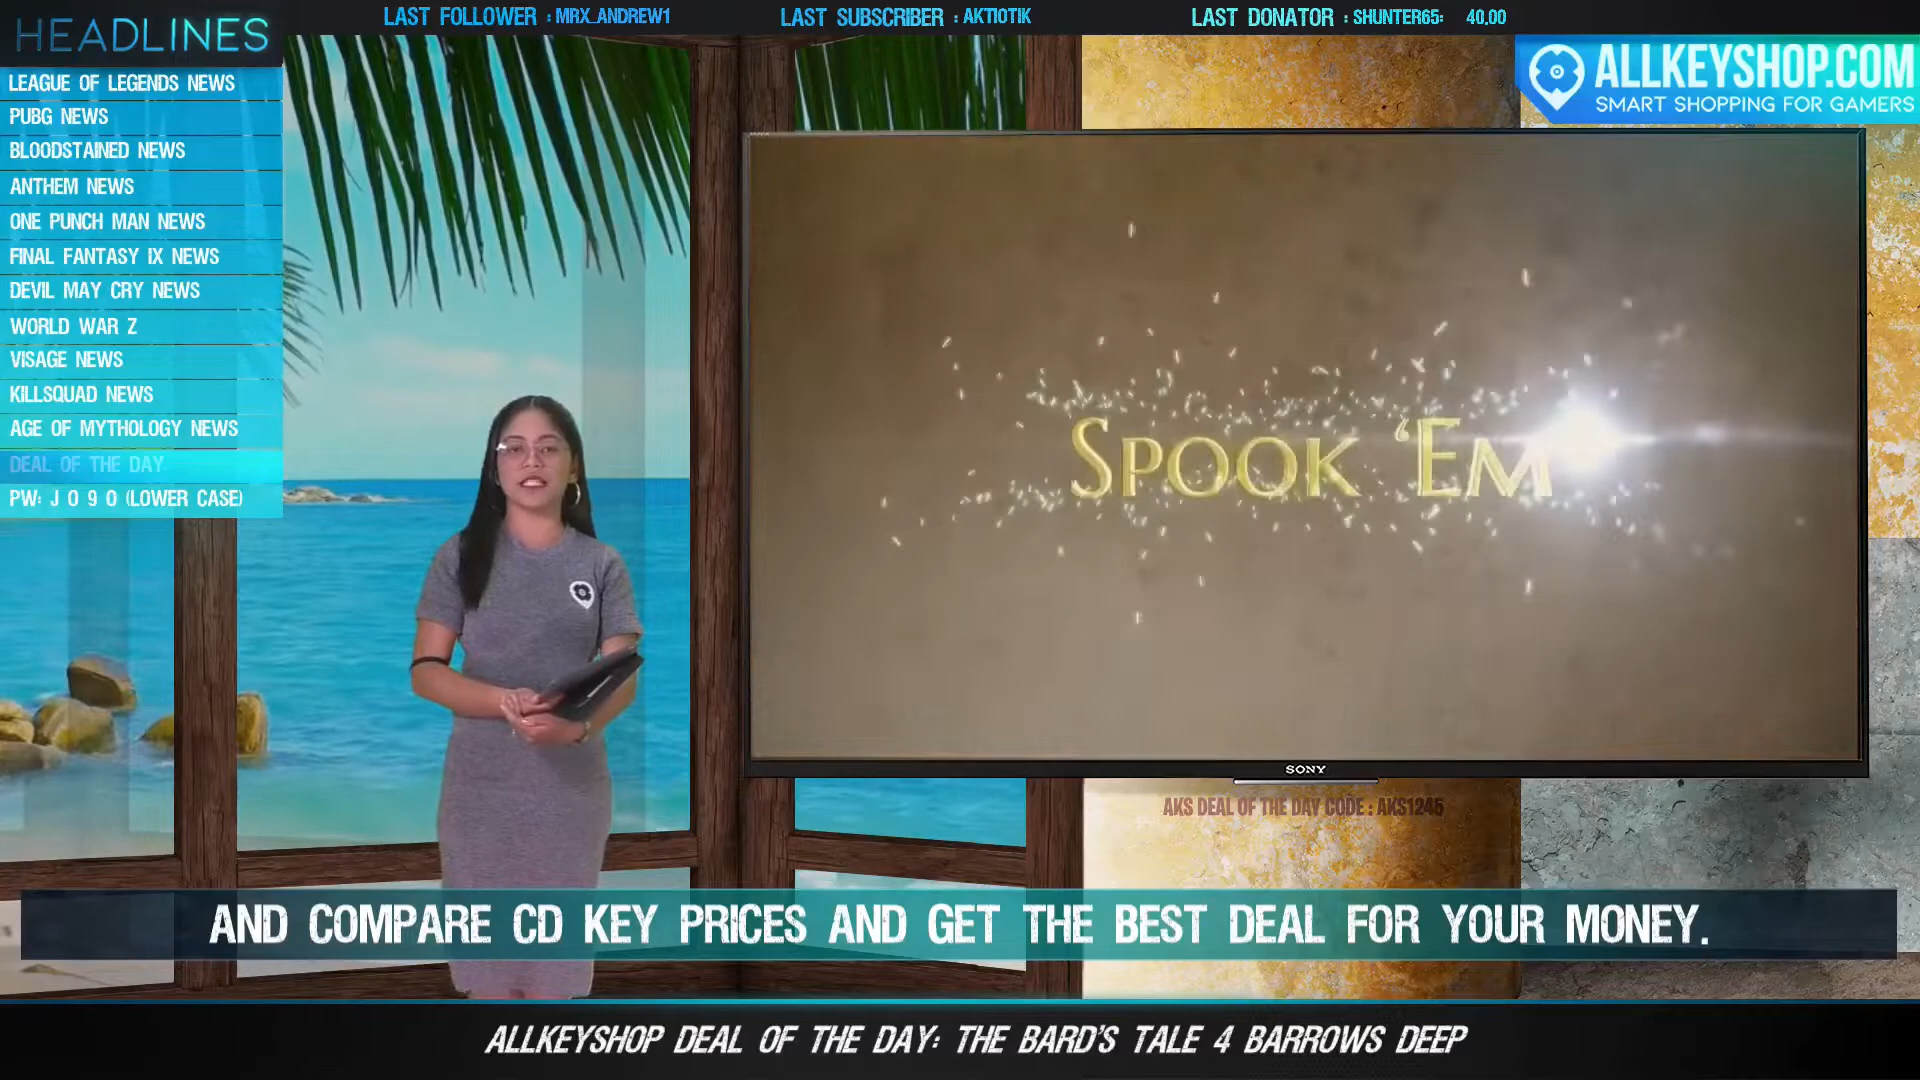 HEADLINES
LAST FOLLOWER : MRX_ANDREW1
LAST SUBSCRIBER : AKTIOTIK
LAST DONATOR : SHUNTER65: 40.00
ALLKEYSHOP.COM
SMART SHOPPING FOR GAMERS
LEAGUE OF LEGENDS NEWS
PUBG NEWS
BLOODSTAINED NEWS
ANTHEM NEWS
ONE PUNCH MAN NEWS
FINAL FANTASY IX NEWS
DEVIL MAY CRY NEWS
WORLD WAR Z
VISAGE NEWS
KILLSQUAD NEWS
AGE OF MYTHOLOGY NEWS
DEAL OF THE DAY
PW: J 0 9 0 (LOWER CASE)
SPOOK 'EM
SONY
AKS DEAL OF THE DAY CODE : AKS1245
AND COMPARE CD KEY PRICES AND GET THE BEST DEAL FOR YOUR MONEY.
ALLKEYSHOP DEAL OF THE DAY: THE BARD'S TALE 4 BARROWS DEEP